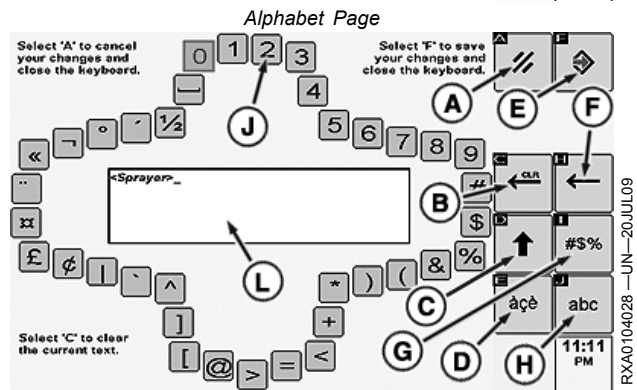 Alphabet Page
Select 'A' to cancel
your changes and
close the keyboard.
Select 'F' to save
your changes and
close the keyboard.
0 1 2 3
4
5 6 7 8 9
½ ´ ° ¬ «
¨
¤
£ ¢ | ` ^
]
[ @ > = <
+
* ) ( & %
$
#
J
<Sprayer>_
L
A
E
F
A
F
B
C CLR
H
C
D
I
#$%
G
E
àçè
J
abc
D
H
Select 'C' to clear
the current text.
11:11
PM
RXA0104028 —UN—20JUL09